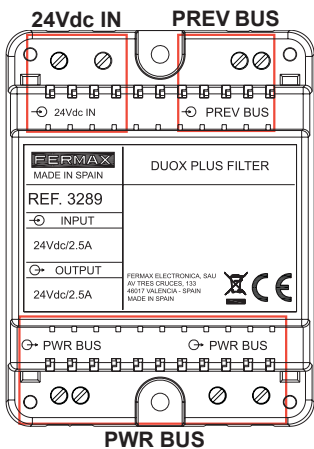 24Vdc IN
PREV BUS
24Vdc IN
PREV BUS
FERMAX
MADE IN SPAIN
DUOX PLUS FILTER
REF. 3289
INPUT
24Vdc/2.5A
OUTPUT
24Vdc/2.5A
FERMAX ELECTRONICA, SAU
AV TRES CRUCES, 133
46017 VALENCIA - SPAIN
MADE IN SPAIN
CE
PWR BUS
PWR BUS
PWR BUS